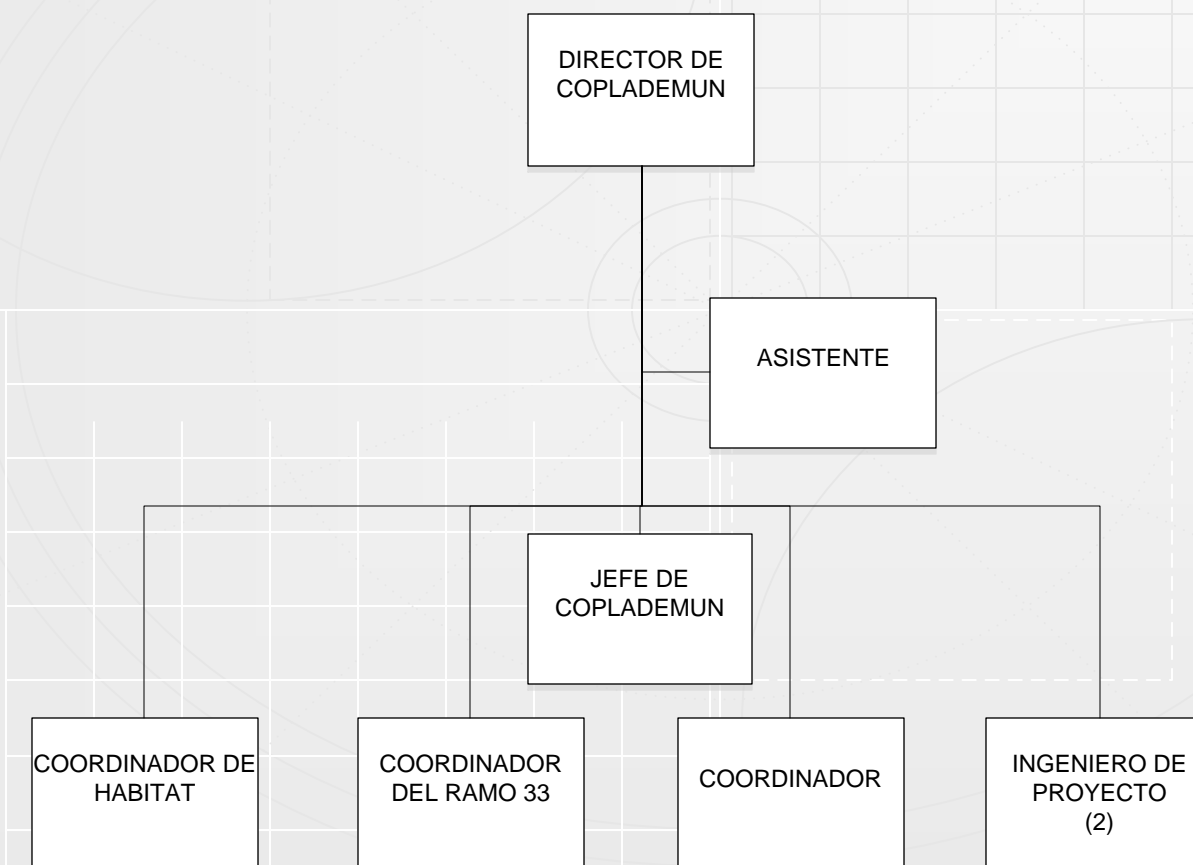 DIRECTOR DE
COPLADEMUN
ASISTENTE
JEFE DE
COPLADEMUN
COORDINADOR DE
HABITAT
COORDINADOR
DEL RAMO 33
COORDINADOR
INGENIERO DE
PROYECTO
(2)